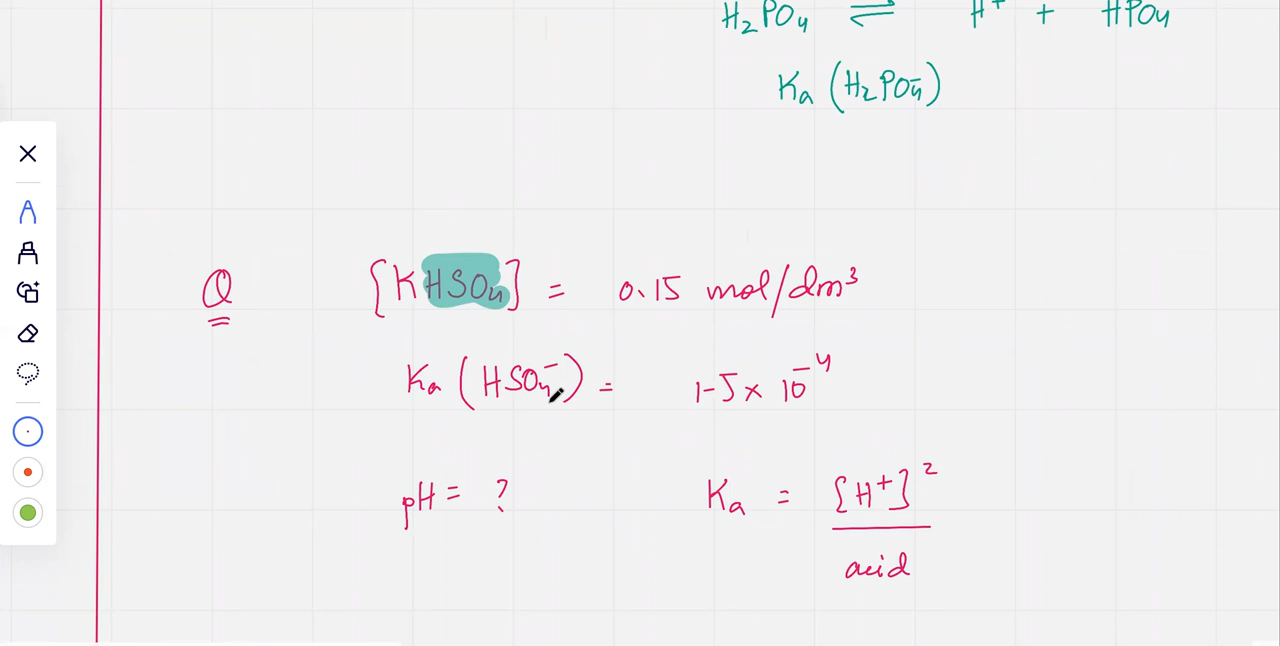 H₂PO₄ ⇌ H⁺ + HPO₄
Ka (H₂PO₄⁻)
Q [KHSO₄] = 0.15 mol/dm³
Ka (HSO₄⁻) = 1.5 × 10⁻⁴
pH = ? Ka = [H⁺]²
acid